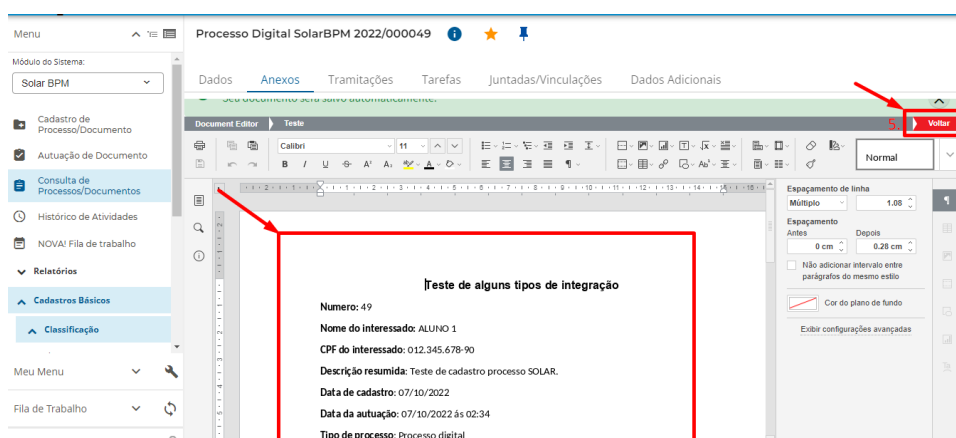 Menu
Processo Digital SolarBPM 2022/000049
Módulo do Sistema:
Solar BPM
Dados Anexos Tramitações Tarefas Juntadas/Vinculações Dados Adicionais
Seu documento será salvo automaticamente.
Document Editor Teste
5. Voltar
Cadastro de
Processo/Documento
Autuação de Documento
Consulta de
Processos/Documentos
Histórico de Atividades
NOVA! Fila de trabalho
Relatórios
Cadastros Básicos
Classificação
Meu Menu
Fila de Trabalho
Calibri 11
Normal
Teste de alguns tipos de integração
Numero: 49
Nome do interessado: ALUNO 1
CPF do interessado: 012.345.678-90
Descrição resumida: Teste de cadastro processo SOLAR.
Data de cadastro: 07/10/2022
Data da autuação: 07/10/2022 ás 02:34
Tipo de processo: Processo digital
Espaçamento de linha
Múltiplo 1.08
Espaçamento
Antes Depois
0 cm 0.28 cm
Não adicionar intervalo entre
parágrafos do mesmo estilo
Cor do plano de fundo
Exibir configurações avançadas